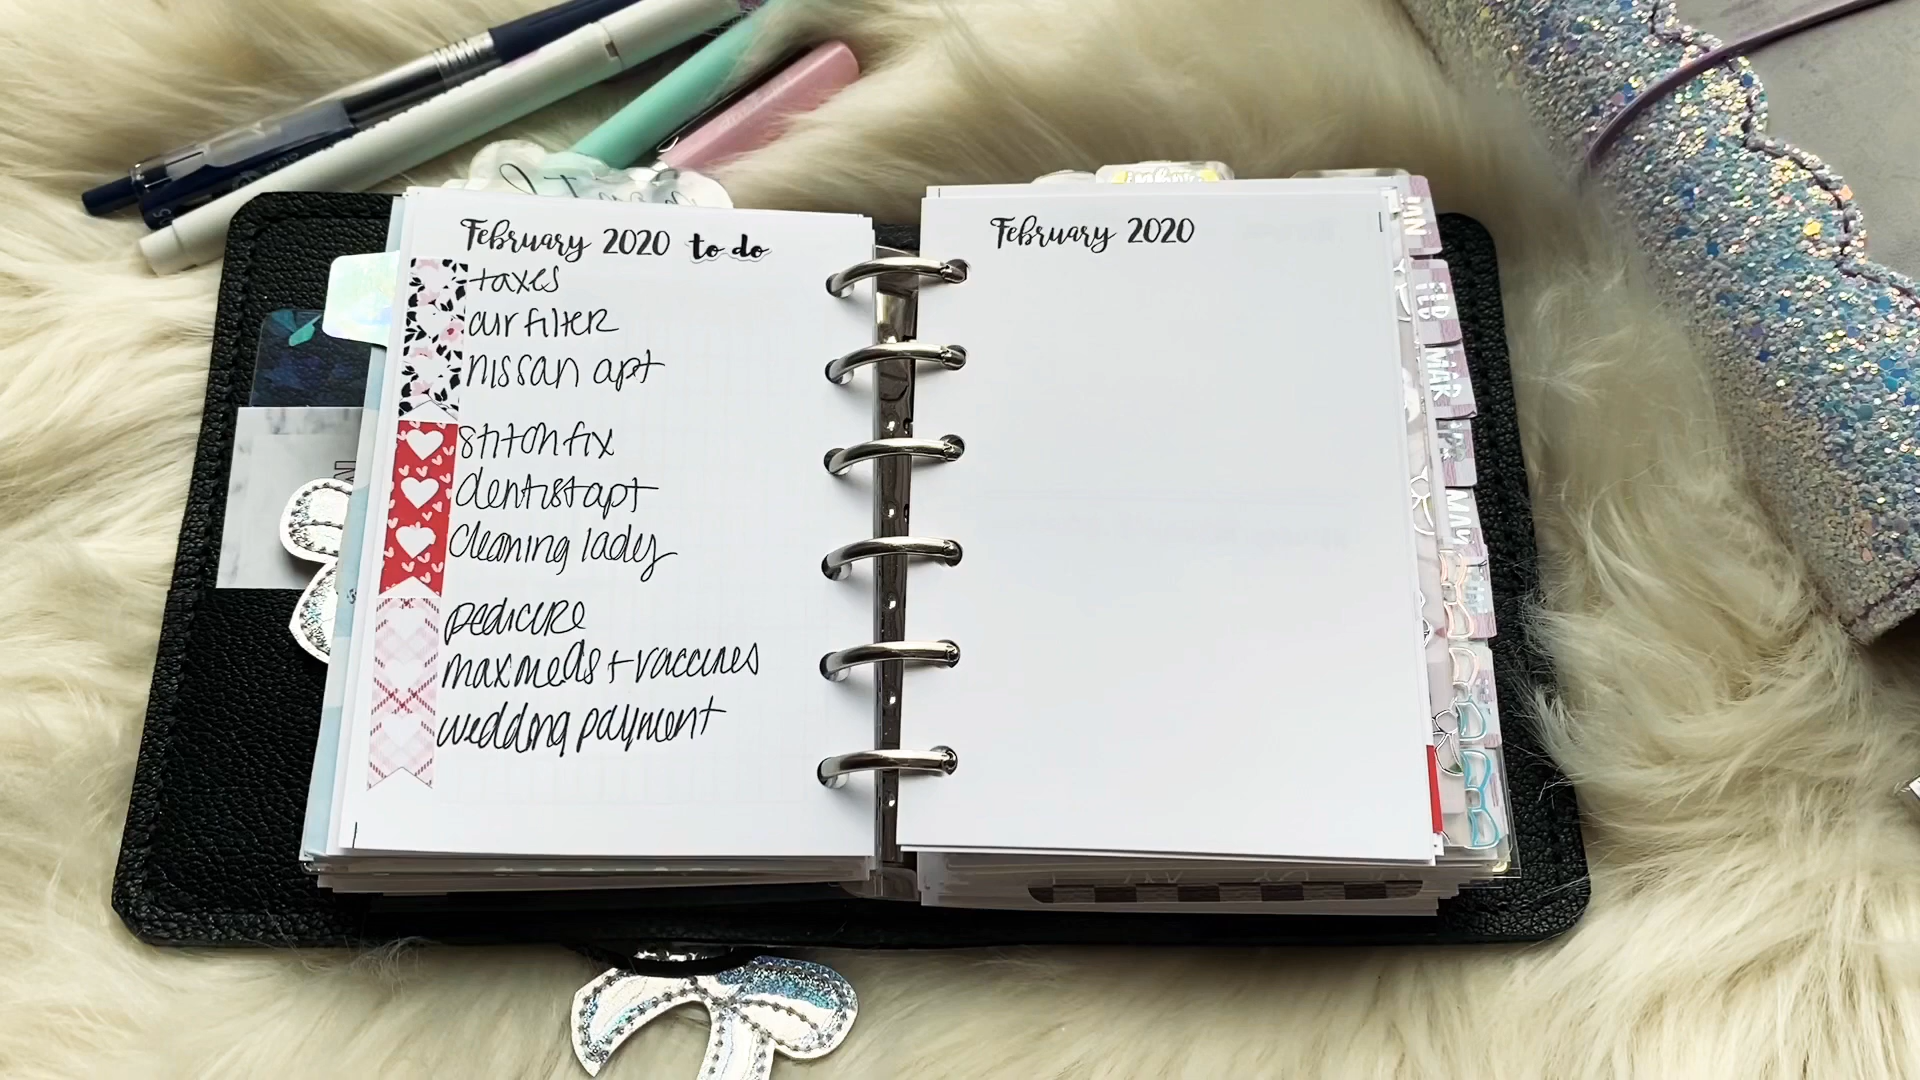 February 2020 to do
taxes
air filter
nissan apt
stitch fix
dentist apt
cleaning lady
pedicure
max meds + vaccines
wedding payment
February 2020
JAN
FEB
MAR
APR
MAY